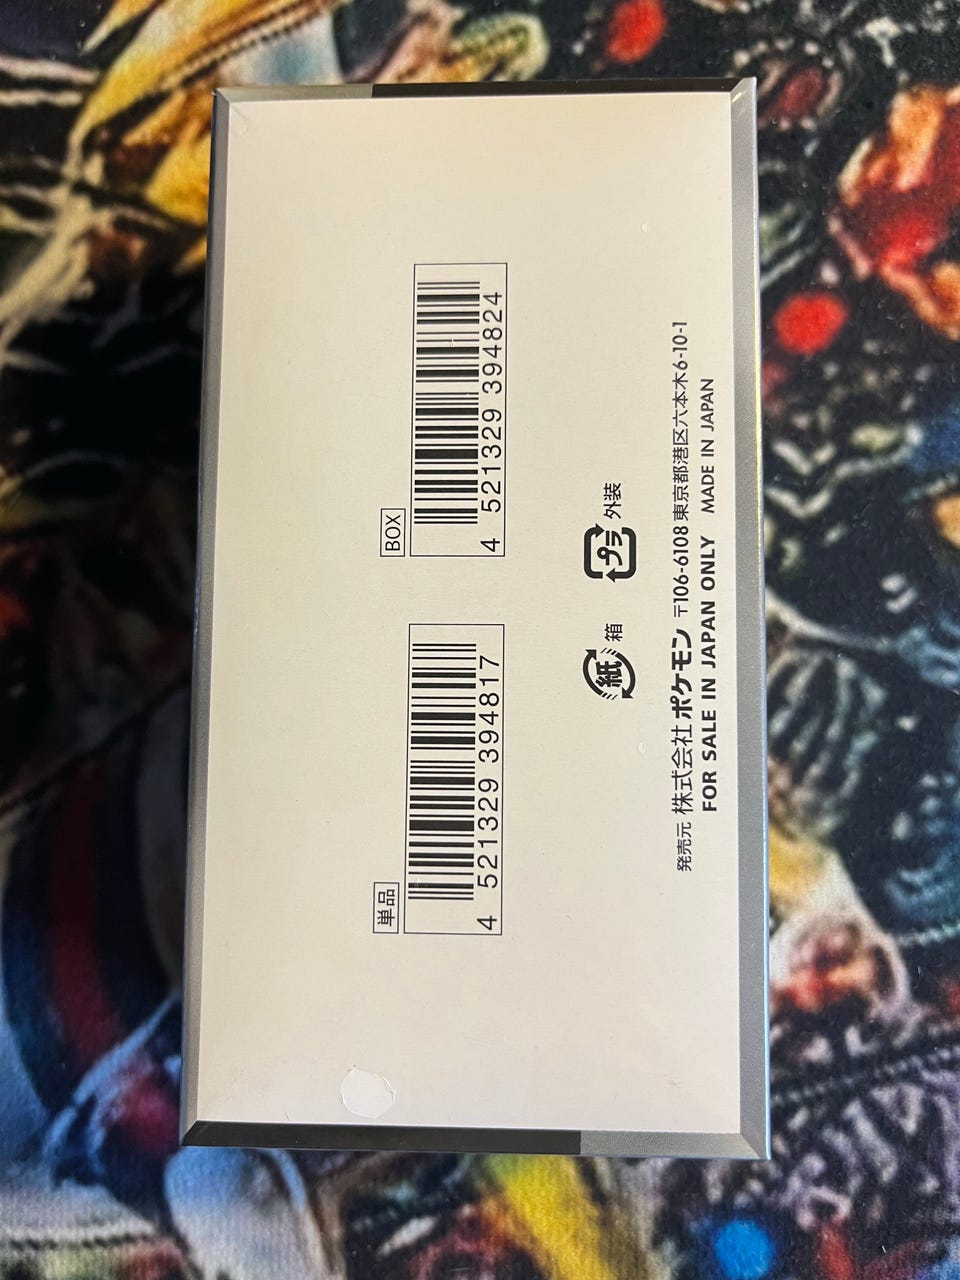 単品
4 521329 394817
BOX
4 521329 394824
紙 箱
プラ 外装
発売元 株式会社ポケモン 〒106-6108 東京都港区六本木6-10-1
FOR SALE IN JAPAN ONLY MADE IN JAPAN